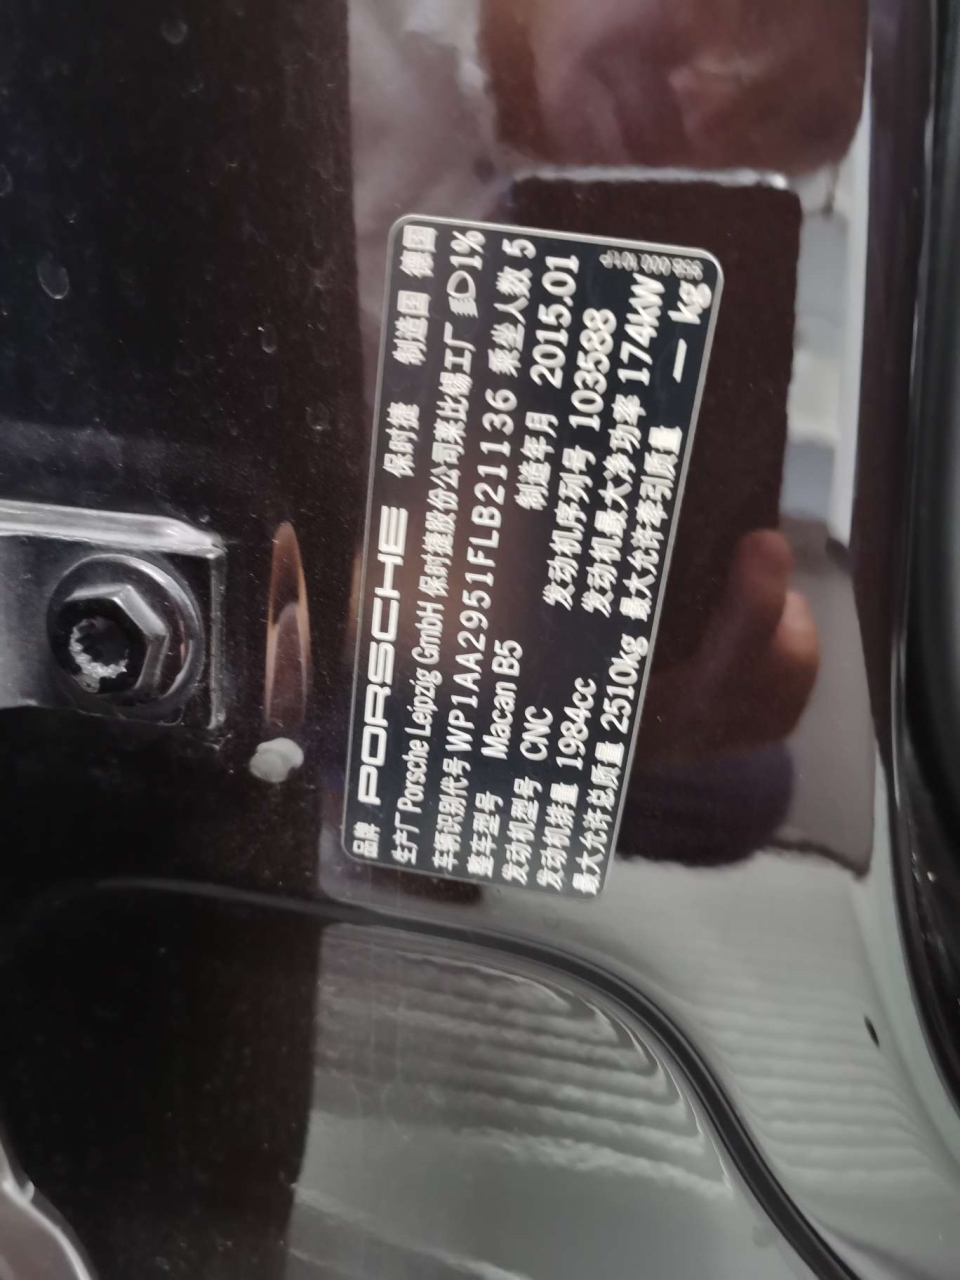 品牌 PORSCHE 保时捷 制造国 德国
生产厂 Porsche Leipzig GmbH 保时捷股份公司莱比锡工厂 1%
车辆识别代号 WP1AA2951FLB21136 乘坐人数 5
整车型号 Macan B5 制造年月 2015.01
发动机型号 CNC 发动机序列号 103588
发动机排量 1984cc 发动机最大净功率 174kW
最大允许总质量 2510kg 最大允许牵引质量 — kg